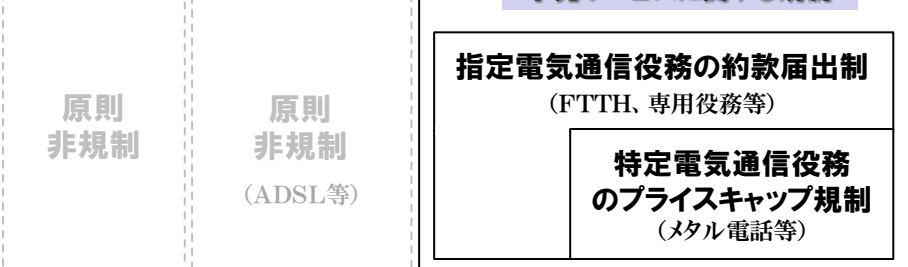 指定電気通信役務の約款届出制
（FTTH、専用役務等）
原則
非規制
原則
非規制
（ADSL等）
特定電気通信役務
のプライスキャップ規制
（メタル電話等）